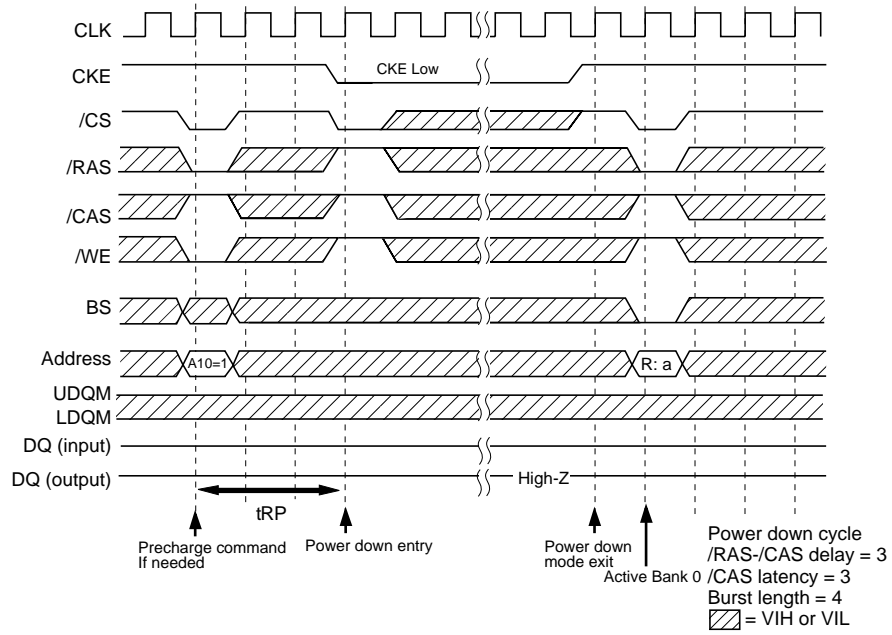 CLK
CKE
CKE Low
/CS
/RAS
/CAS
/WE
BS
Address
A10=1
R: a
UDQM
LDQM
DQ (input)
DQ (output)
High-Z
tRP
Precharge command
If needed
Power down entry
Power down
mode exit
Active Bank 0
Power down cycle
/RAS-/CAS delay = 3
/CAS latency = 3
Burst length = 4
= VIH or VIL